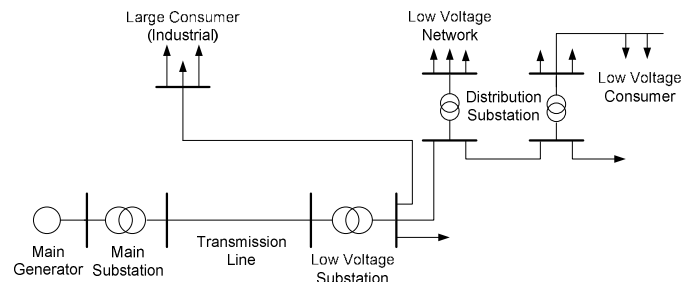 Large Consumer
(Industrial)
Low Voltage
Network
Low Voltage
Consumer
Distribution
Substation
Main
Generator
Main
Substation
Transmission
Line
Low Voltage
Substation